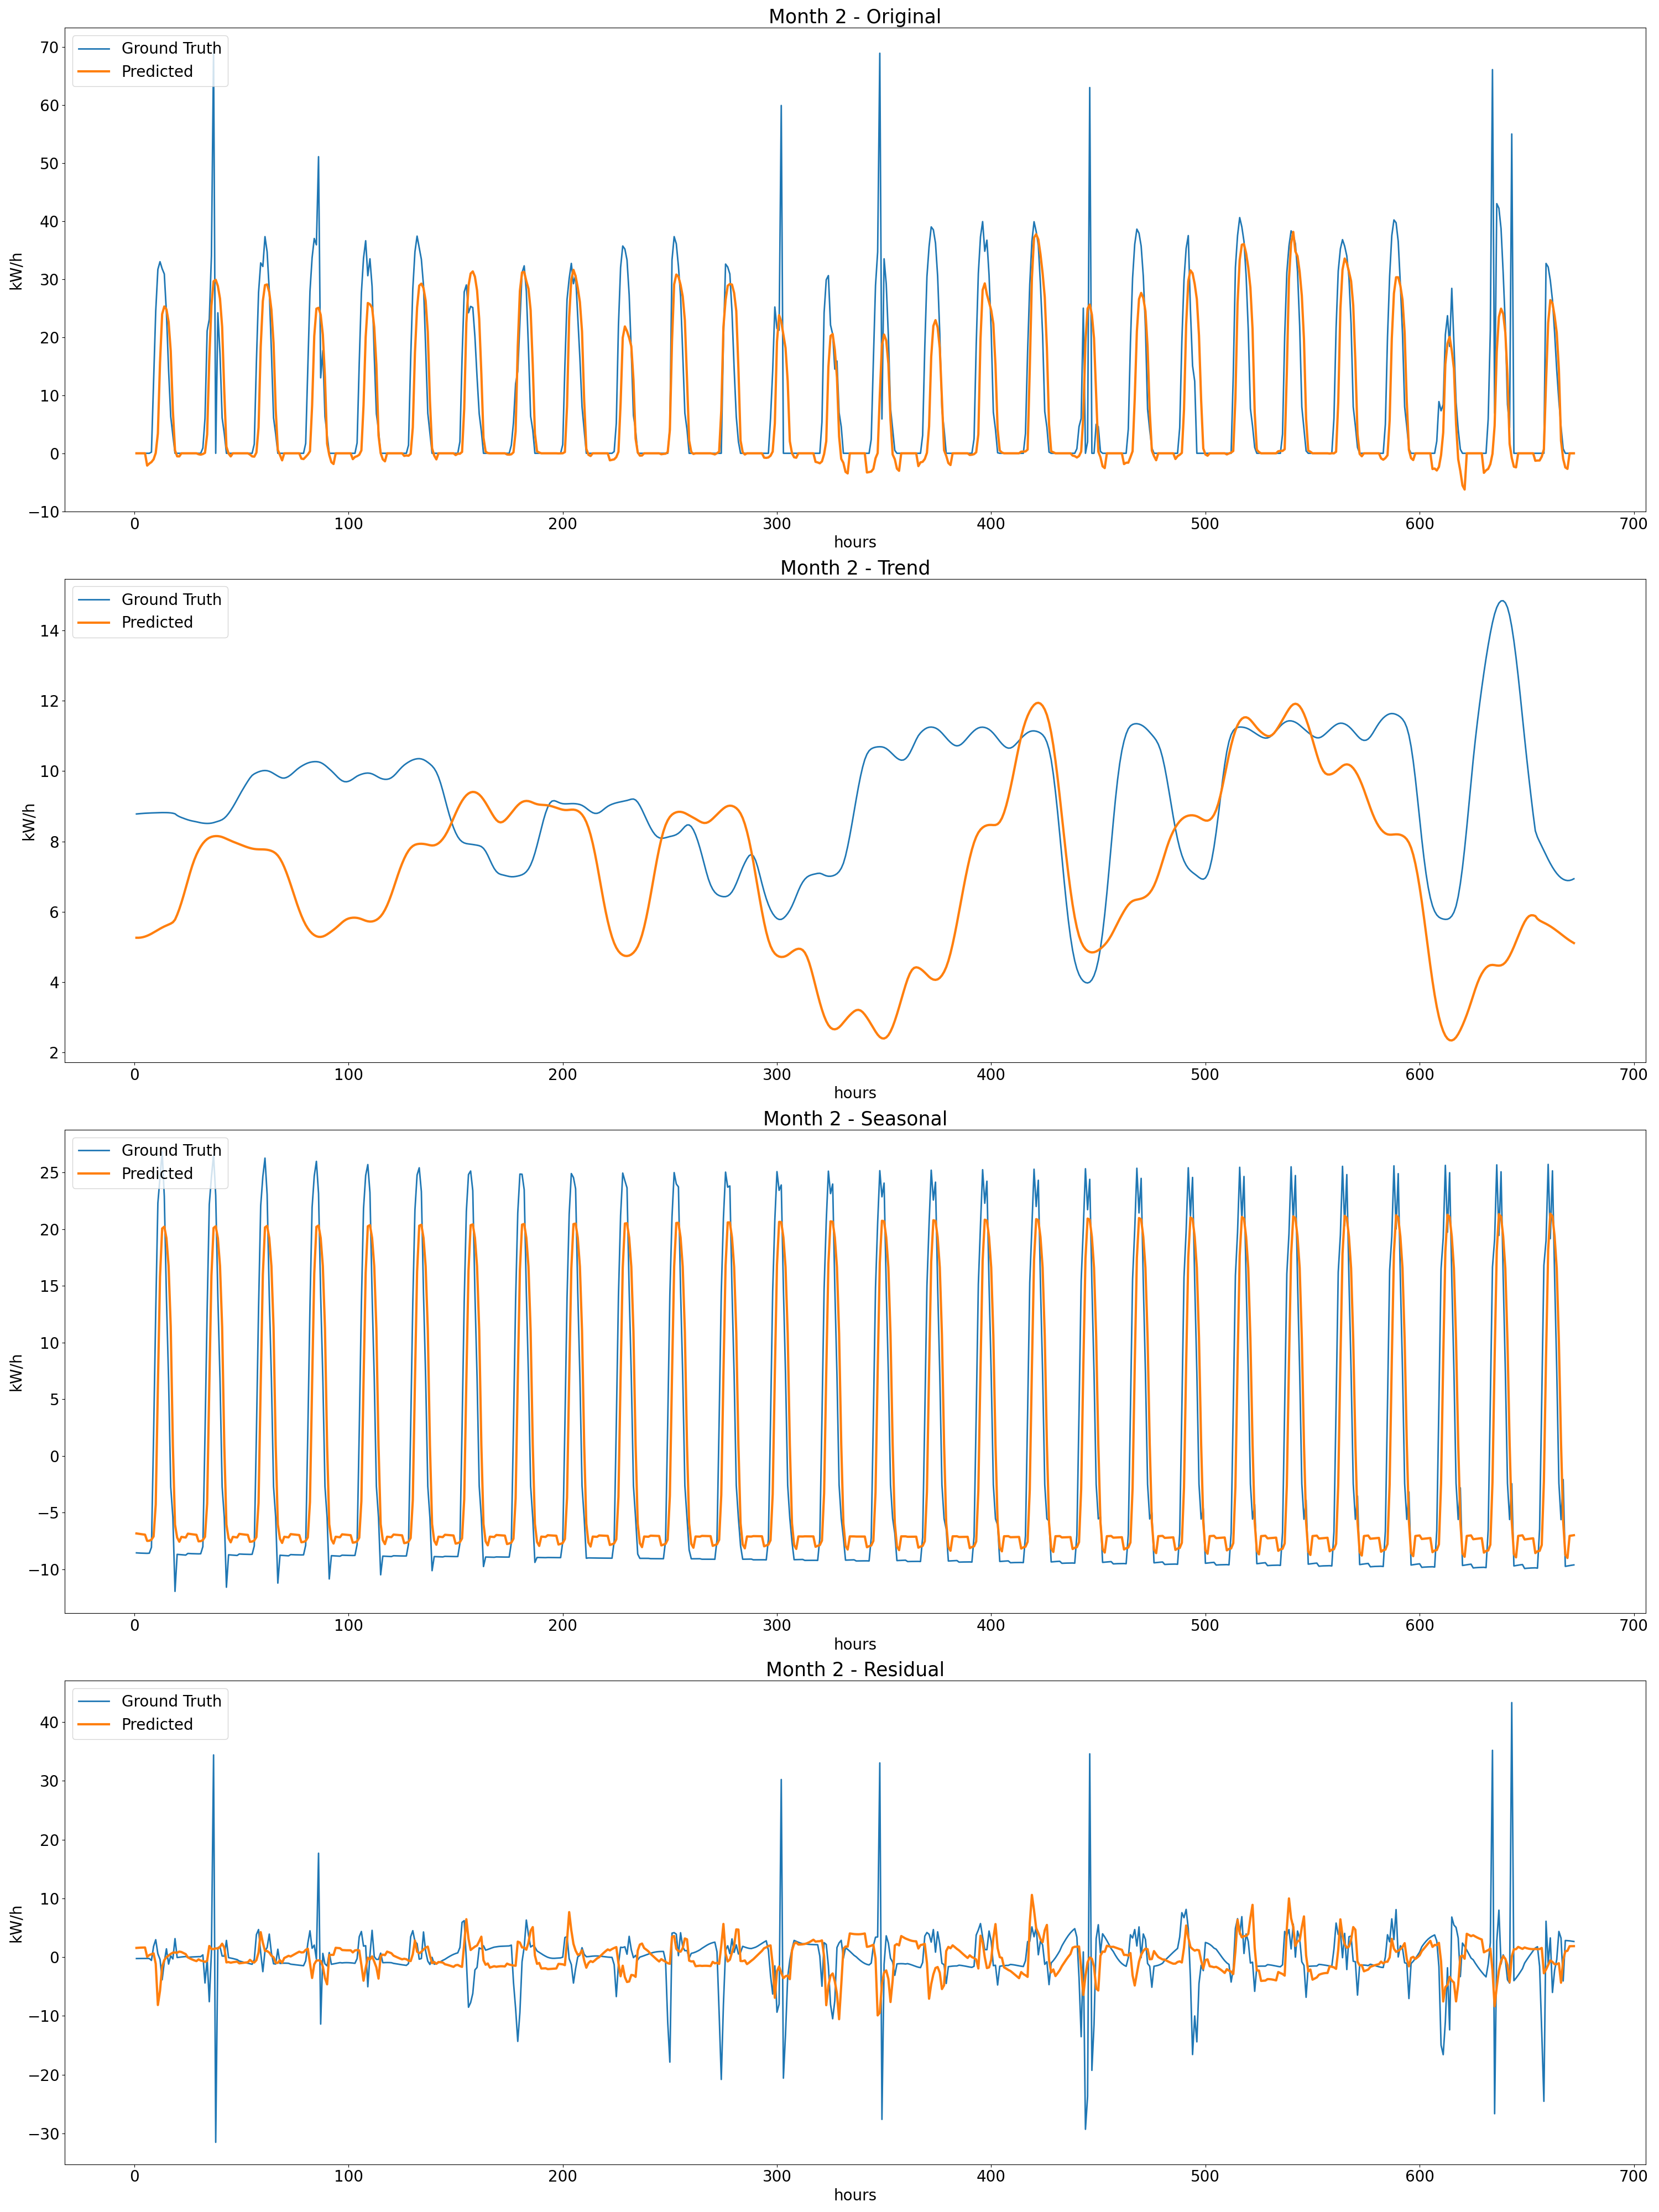 Month 2 - Original
Ground Truth
Predicted
kW/h
70
60
50
40
30
20
10
0
−10
0 100 200 300 400 500 600 700
hours
Month 2 - Trend
Ground Truth
Predicted
kW/h
14
12
10
8
6
4
2
0 100 200 300 400 500 600 700
hours
Month 2 - Seasonal
Ground Truth
Predicted
kW/h
25
20
15
10
5
0
−5
−10
0 100 200 300 400 500 600 700
hours
Month 2 - Residual
Ground Truth
Predicted
kW/h
40
30
20
10
0
−10
−20
−30
0 100 200 300 400 500 600 700
hours